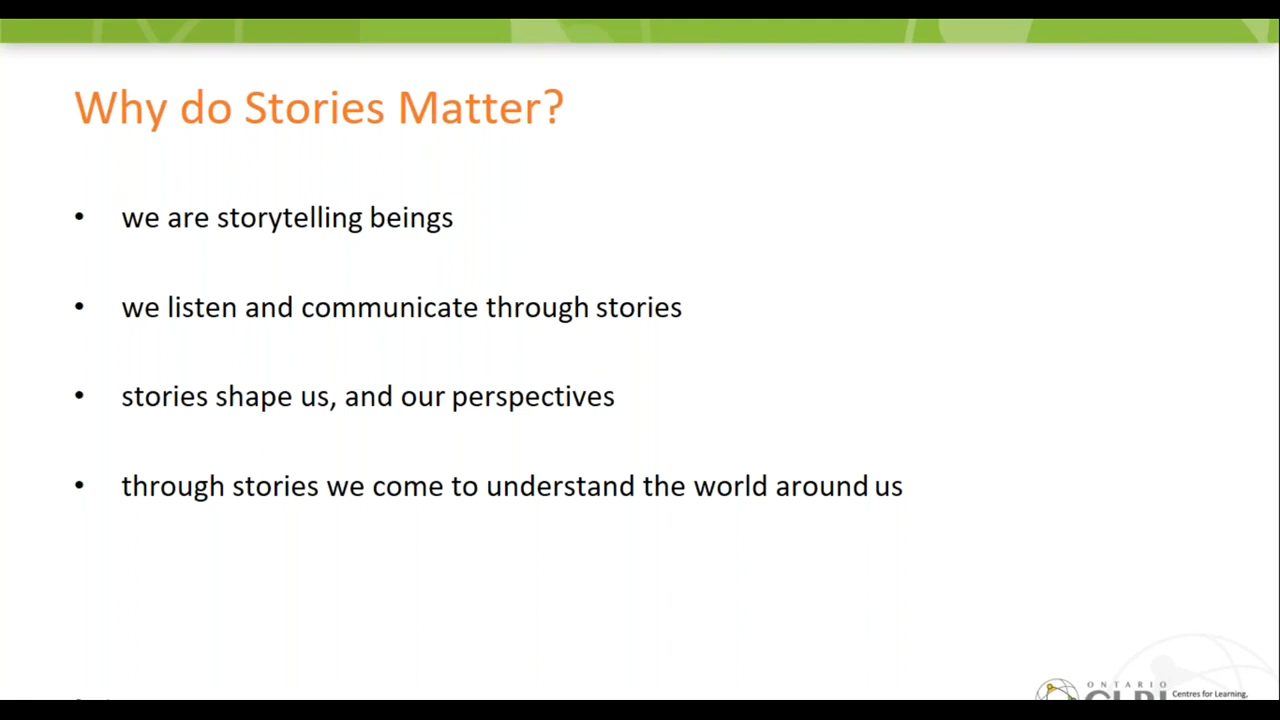 Why do Stories Matter?
• we are storytelling beings
• we listen and communicate through stories
• stories shape us, and our perspectives
• through stories we come to understand the world around us
ONTARIO
Centres for Learning,